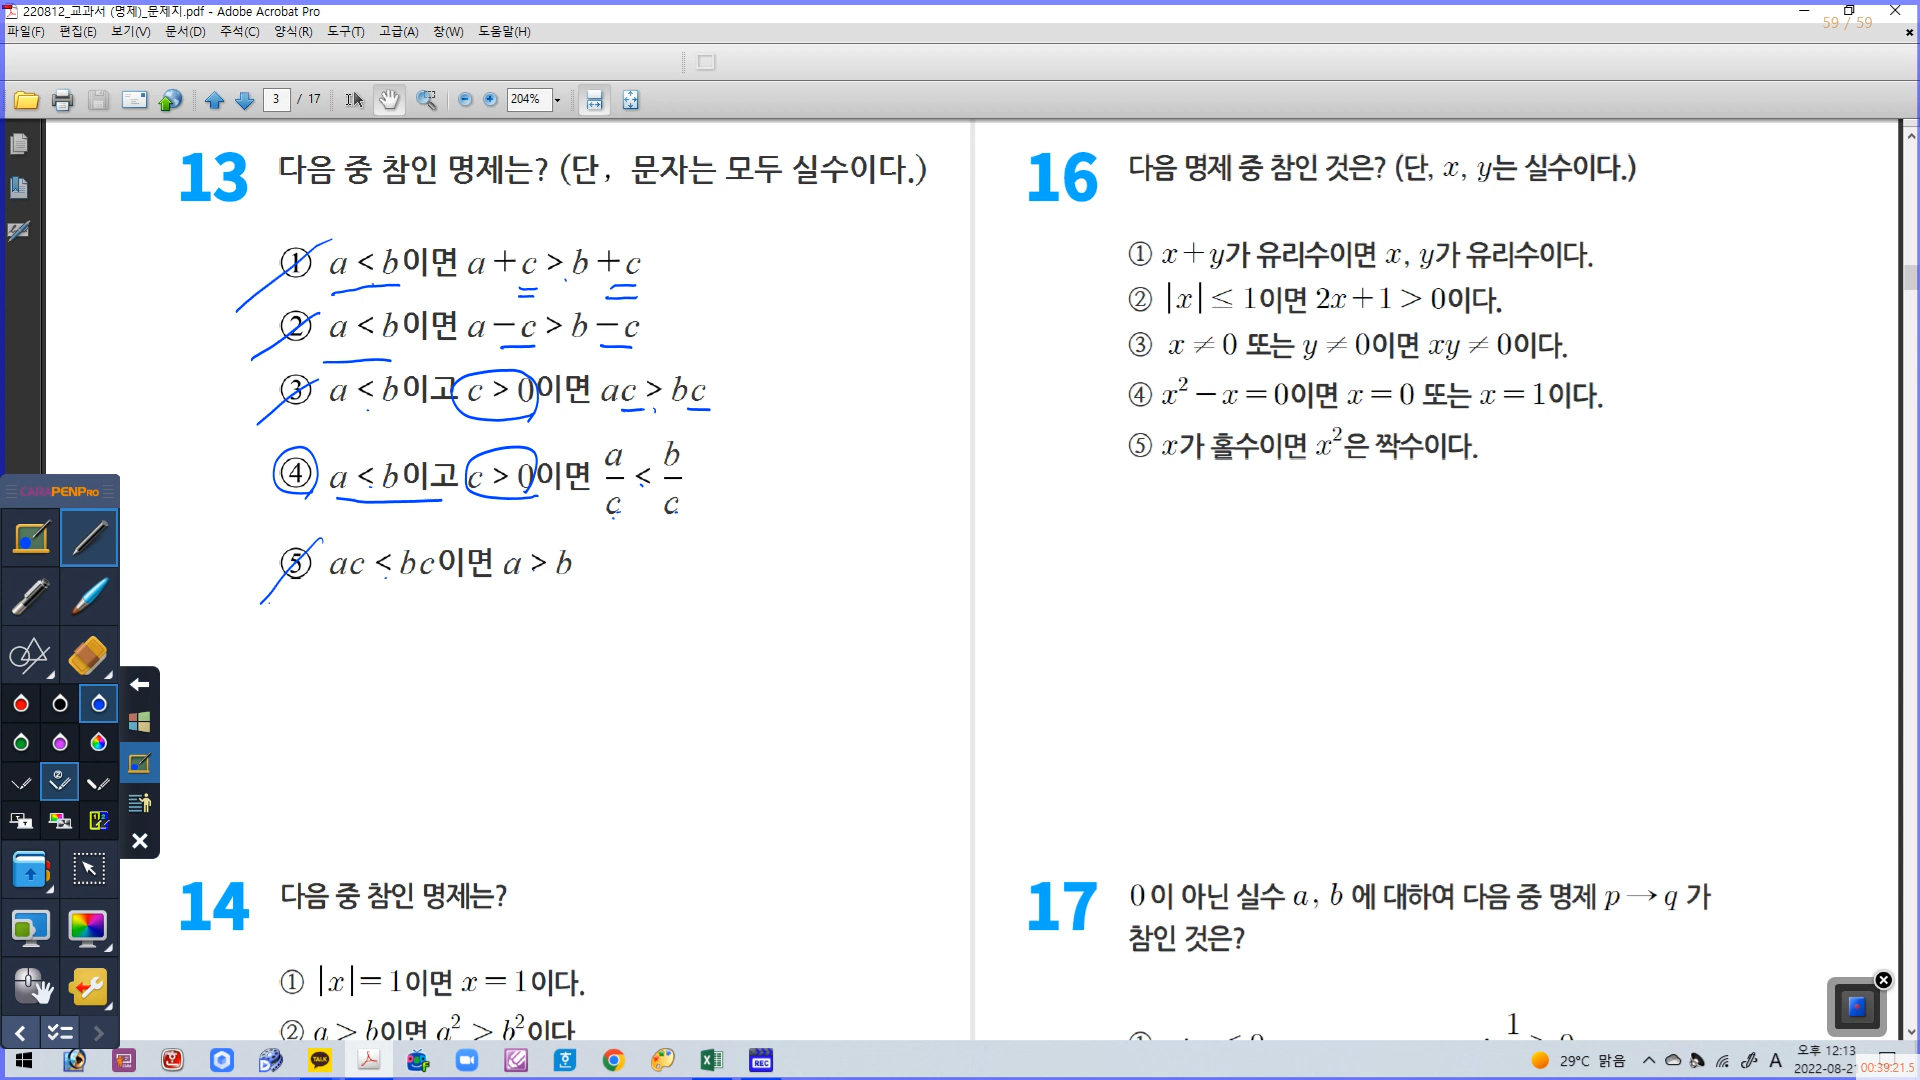 220812_교과서 (명제)_문제지.pdf - Adobe Acrobat Pro
59 / 59
파일(F) 편집(E) 보기(V) 문서(D) 주석(C) 양식(R) 도구(T) 고급(A) 창(W) 도움말(H)
3 / 17 204%
13 다음 중 참인 명제는? (단, 문자는 모두 실수이다.)
① a < b이면 a + c > b + c
② a < b이면 a − c > b − c
③ a < b이고 c > 0이면 ac > bc
④ a < b이고 c > 0이면 a/c < b/c
⑤ ac < bc이면 a > b
14 다음 중 참인 명제는?
① |x| = 1이면 x = 1이다.
② a > b이면 a² > b²이다
16 다음 명제 중 참인 것은? (단, x, y는 실수이다.)
① x + y가 유리수이면 x, y가 유리수이다.
② |x| ≤ 1이면 2x + 1 > 0이다.
③ x ≠ 0 또는 y ≠ 0이면 xy ≠ 0이다.
④ x² − x = 0이면 x = 0 또는 x = 1이다.
⑤ x가 홀수이면 x²은 짝수이다.
17 0이 아닌 실수 a, b 에 대하여 다음 중 명제 p → q 가
참인 것은?
CARAPENPRO
TALK
REC
29°C 맑음
A
오후 12:13
2022-08-2
00:39:21.5